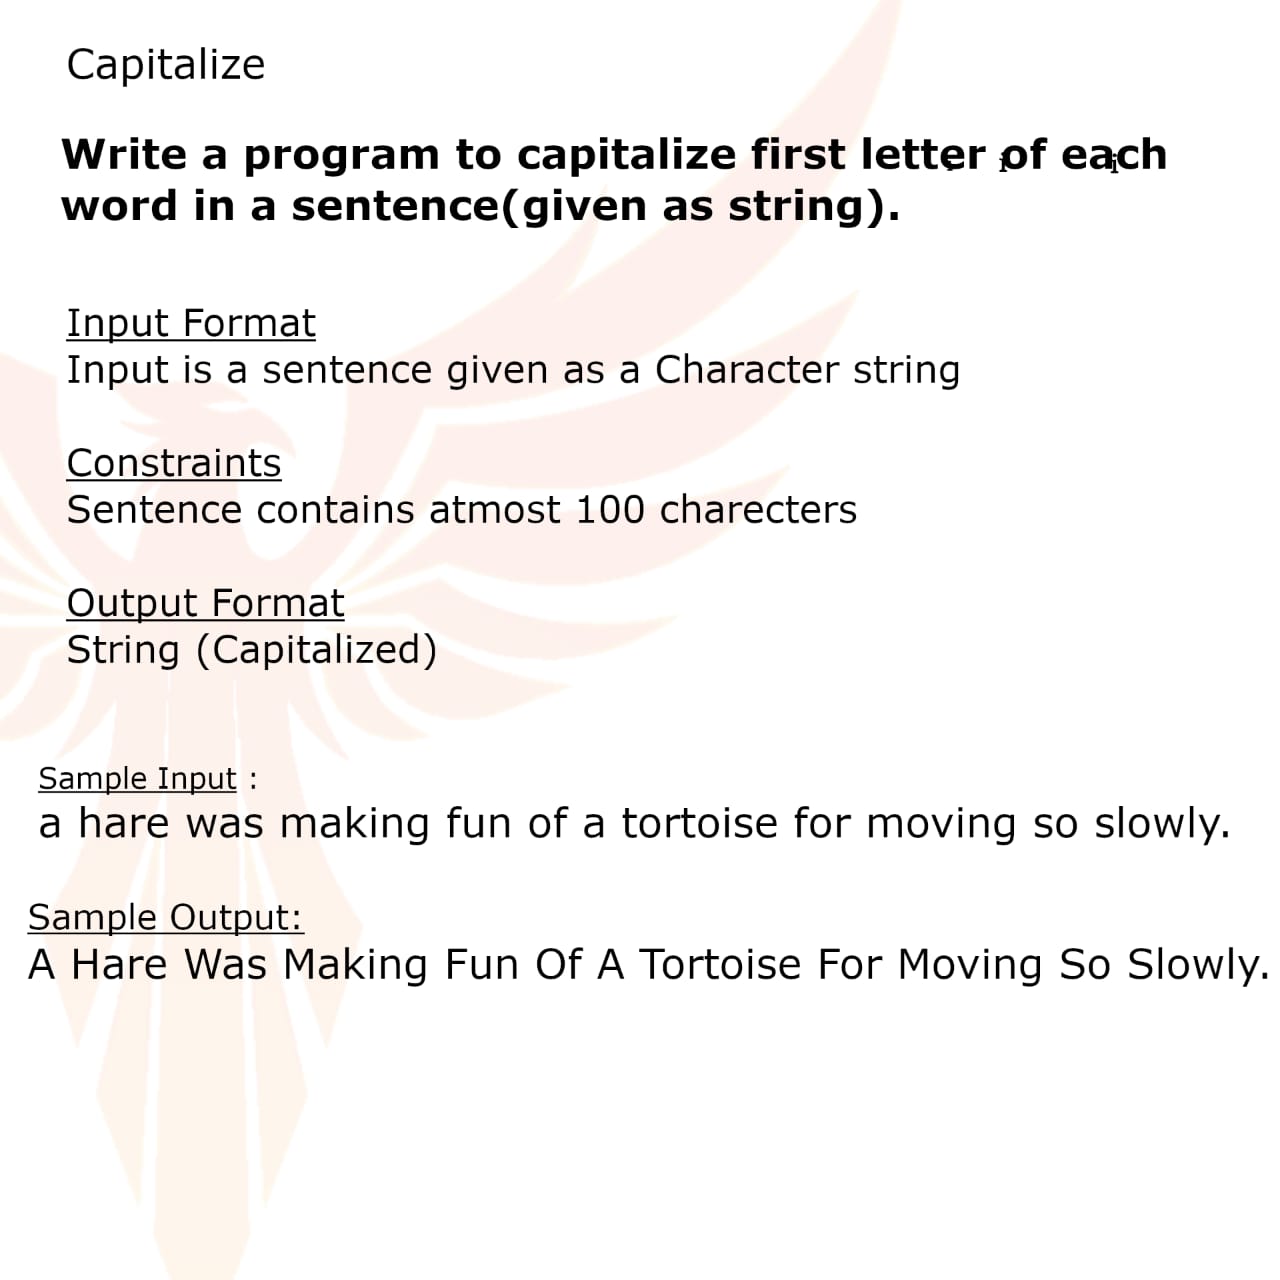 Capitalize
Write a program to capitalize first letter of each
word in a sentence(given as string).
Input Format
Input is a sentence given as a Character string
Constraints
Sentence contains atmost 100 charecters
Output Format
String (Capitalized)
Sample Input :
a hare was making fun of a tortoise for moving so slowly.
Sample Output:
A Hare Was Making Fun Of A Tortoise For Moving So Slowly.